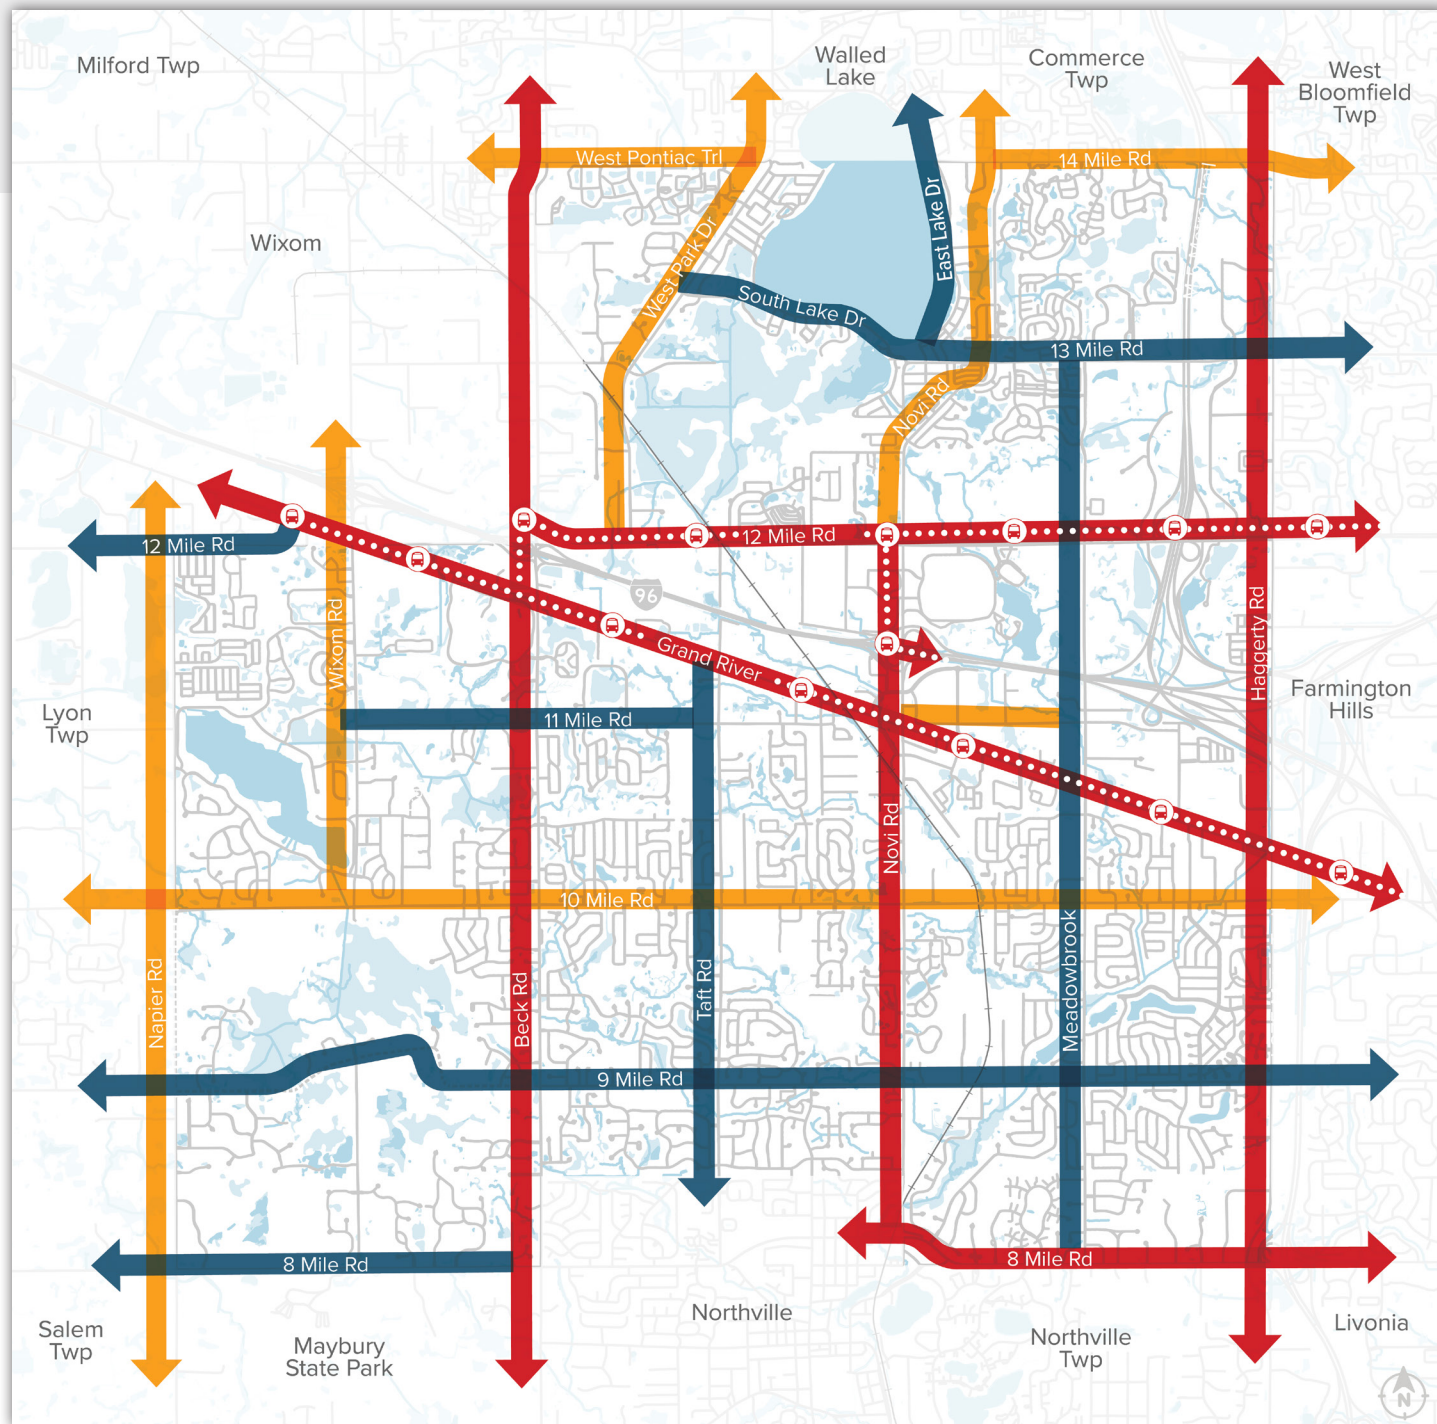 Milford Twp
Walled
Lake
Commerce
Twp
West
Bloomfield
Twp
West Pontiac Trl
14 Mile Rd
Wixom
West Park Dr
East Lake Dr
South Lake Dr
13 Mile Rd
Novi Rd
12 Mile Rd
12 Mile Rd
96
Wixom Rd
Grand River
Haggerty Rd
Lyon
Twp
11 Mile Rd
Farmington
Hills
Novi Rd
10 Mile Rd
Napier Rd
Beck Rd
Taft Rd
Meadowbrook
9 Mile Rd
8 Mile Rd
8 Mile Rd
Salem
Twp
Maybury
State Park
Northville
Northville
Twp
Livonia
N